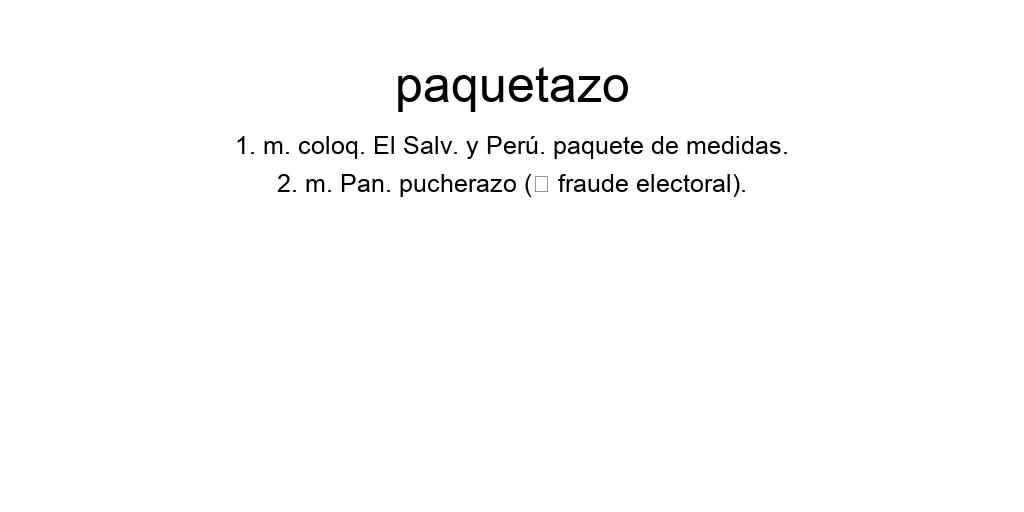 paquetazo
1. m. coloq. El Salv. y Perú. paquete de medidas.
2. m. Pan. pucherazo (▯ fraude electoral).